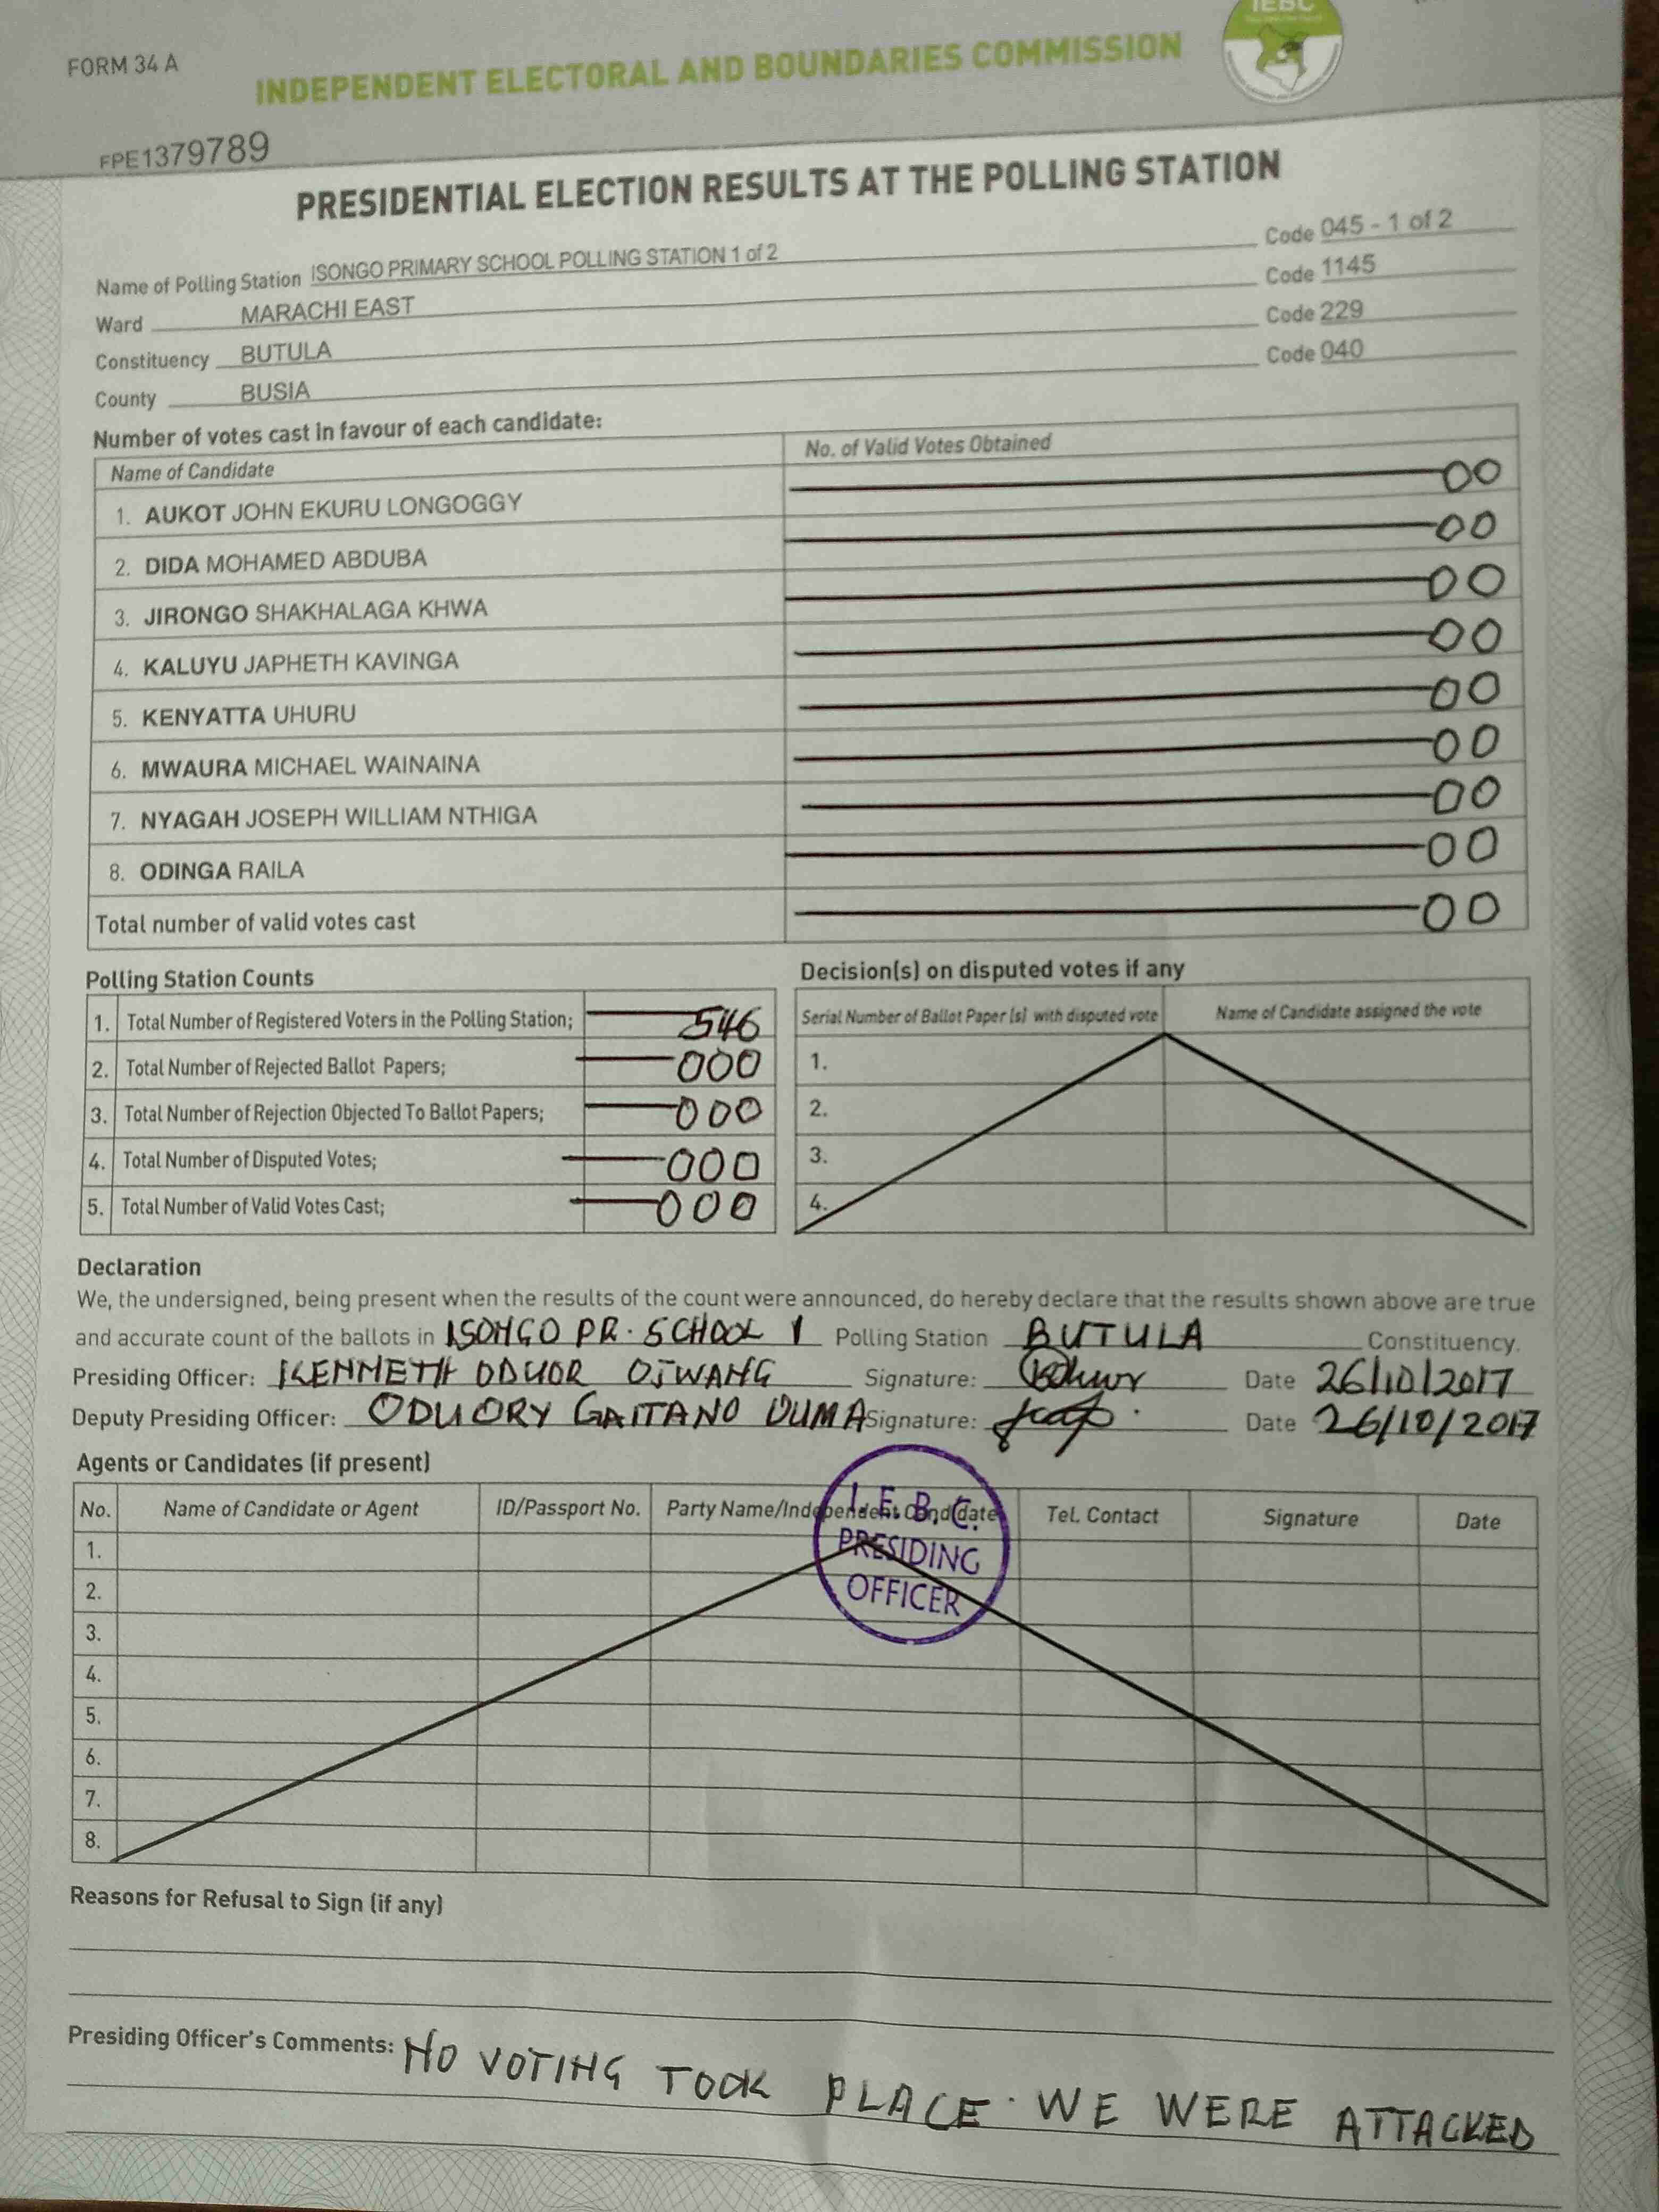 IEBC
FORM 34 A
INDEPENDENT ELECTORAL AND BOUNDARIES COMMISSION
FPE1379789
PRESIDENTIAL ELECTION RESULTS AT THE POLLING STATION
Name of Polling Station ISONGO PRIMARY SCHOOL POLLING STATION 1 of 2 Code 045 - 1 of 2
Ward MARACHI EAST Code 1145
Constituency BUTULA Code 229
County BUSIA Code 040
Number of votes cast in favour of each candidate:
Name of Candidate No. of Valid Votes Obtained
1. AUKOT JOHN EKURU LONGOGGY 00
2. DIDA MOHAMED ABDUBA 00
3. JIRONGO SHAKHALAGA KHWA 00
4. KALUYU JAPHETH KAVINGA 00
5. KENYATTA UHURU 00
6. MWAURA MICHAEL WAINAINA 00
7. NYAGAH JOSEPH WILLIAM NTHIGA 00
8. ODINGA RAILA 00
Total number of valid votes cast 00
Polling Station Counts
1. Total Number of Registered Voters in the Polling Station; 546
2. Total Number of Rejected Ballot Papers; 000
3. Total Number of Rejection Objected To Ballot Papers; 000
4. Total Number of Disputed Votes; 000
5. Total Number of Valid Votes Cast; 000
Decision(s) on disputed votes if any
Serial Number of Ballot Paper (s) with disputed vote Name of Candidate assigned the vote
1.
2.
3.
4.
Declaration
We, the undersigned, being present when the results of the count were announced, do hereby declare that the results shown above are true
and accurate count of the ballots in ISONGO PR. SCHOOL 1 Polling Station BUTULA Constituency.
Presiding Officer: KENNETH ODUOR OJWANG Signature: Date 26/10/2017
Deputy Presiding Officer: ODUORY GAITANO OUMA Signature: Date 26/10/2017
Agents or Candidates (if present)
No. Name of Candidate or Agent ID/Passport No. Party Name/Independent Candidate Tel. Contact Signature Date
I.E.B.C.
PRESIDING
OFFICER
1.
2.
3.
4.
5.
6.
7.
8.
Reasons for Refusal to Sign (if any)
Presiding Officer's Comments: NO VOTING TOOK PLACE. WE WERE ATTACKED